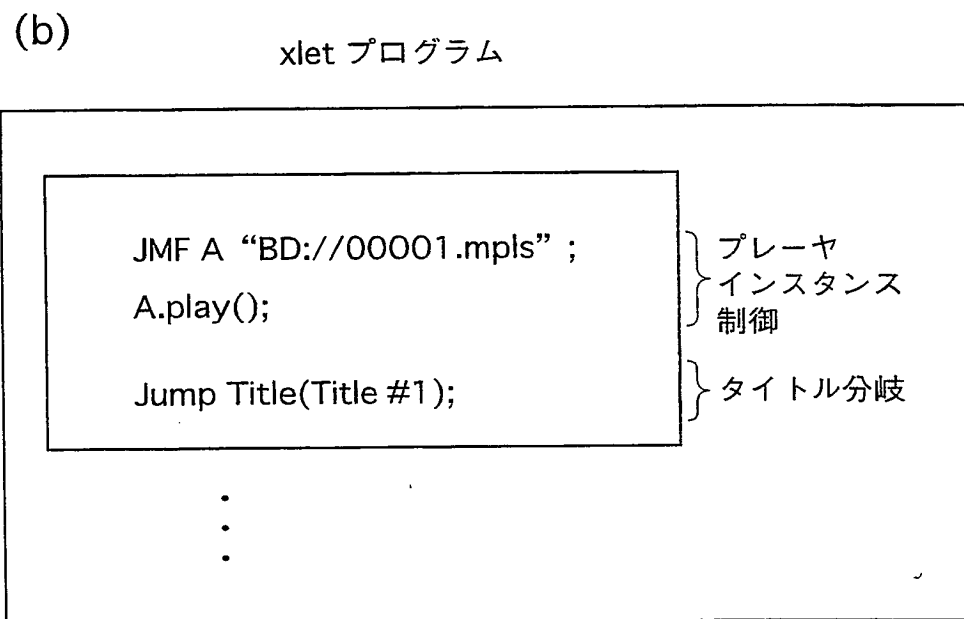 (b)
xlet プログラム
JMF A “BD://00001.mpls” ;
A.play();
プレーヤ
インスタンス
制御
Jump Title(Title #1);
タイトル分岐